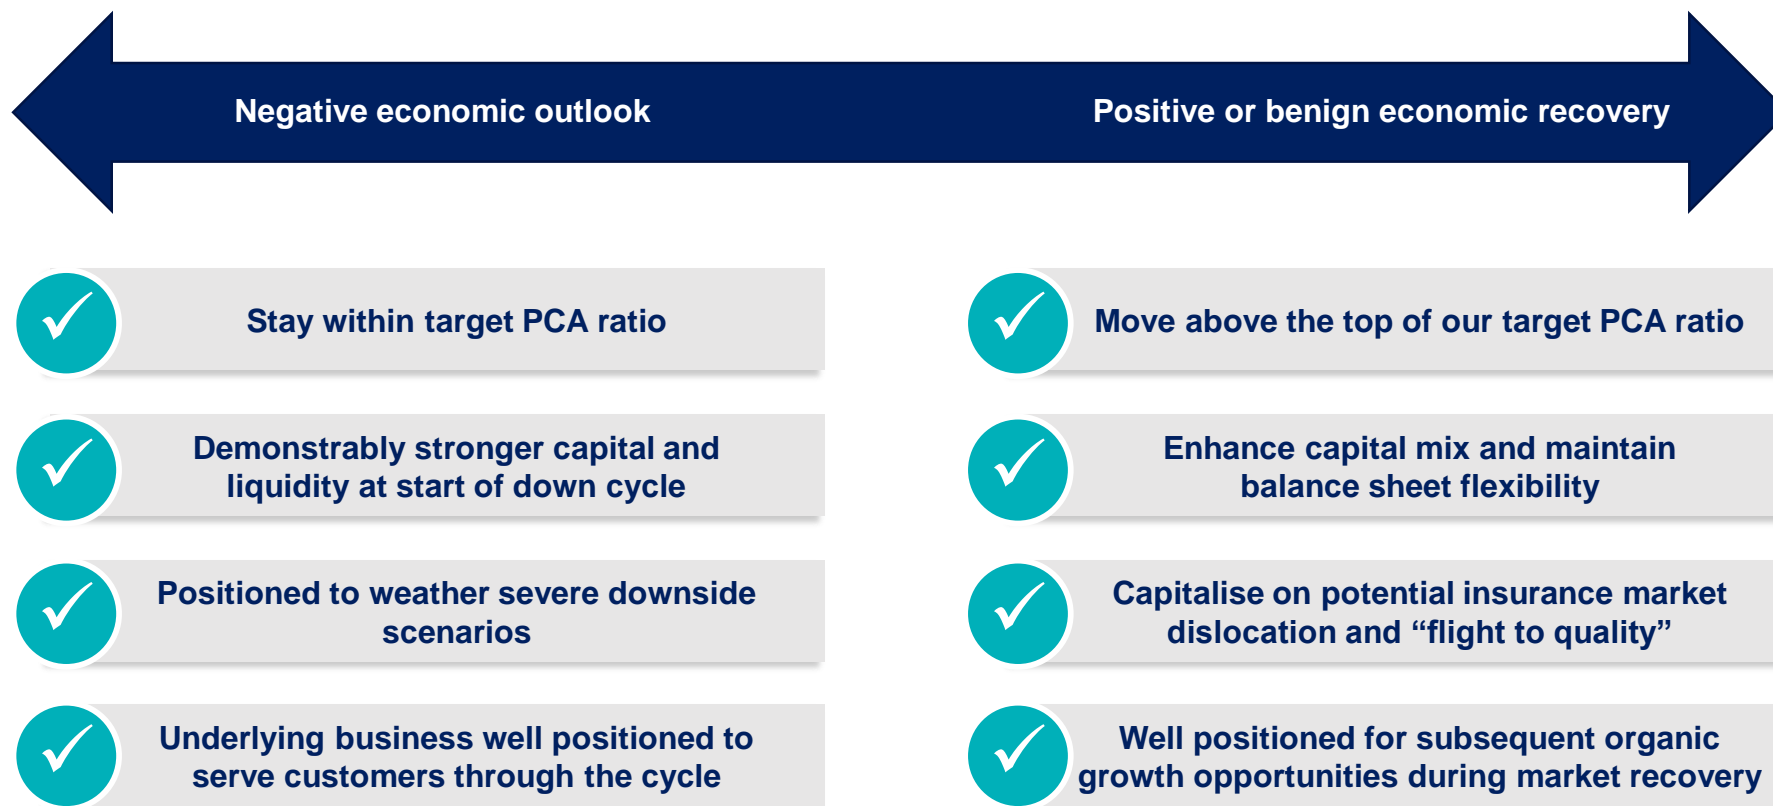 Negative economic outlook
Positive or benign economic recovery
Stay within target PCA ratio
Demonstrably stronger capital and
liquidity at start of down cycle
Positioned to weather severe downside
scenarios
Underlying business well positioned to
serve customers through the cycle
Move above the top of our target PCA ratio
Enhance capital mix and maintain
balance sheet flexibility
Capitalise on potential insurance market
dislocation and “flight to quality”
Well positioned for subsequent organic
growth opportunities during market recovery